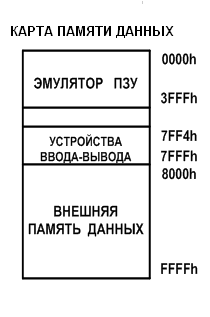 КАРТА ПАМЯТИ ДАННЫХ
0000h
ЭМУЛЯТОР ПЗУ
3FFFh
7FF4h
УСТРОЙСТВА
ВВОДА-ВЫВОДА
7FFFh
8000h
ВНЕШНЯЯ
ПАМЯТЬ ДАННЫХ
FFFFh